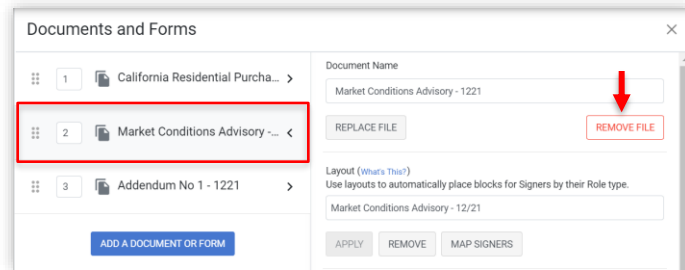 Documents and Forms
1 California Residential Purcha...
2 Market Conditions Advisory -...
3 Addendum No 1 - 1221
ADD A DOCUMENT OR FORM
Document Name
Market Conditions Advisory - 1221
REPLACE FILE REMOVE FILE
Layout (What's This?)
Use layouts to automatically place blocks for Signers by their Role type.
Market Conditions Advisory - 12/21
APPLY REMOVE MAP SIGNERS